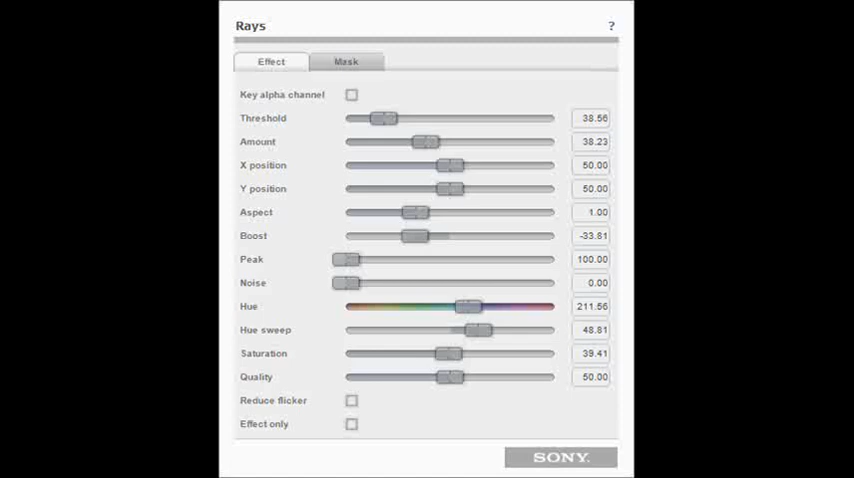 Rays ?
Effect Mask
Key alpha channel
Threshold 38.56
Amount 38.23
X position 50.00
Y position 50.00
Aspect 1.00
Boost -33.81
Peak 100.00
Noise 0.00
Hue 211.56
Hue sweep 48.81
Saturation 39.41
Quality 50.00
Reduce flicker
Effect only
SONY.